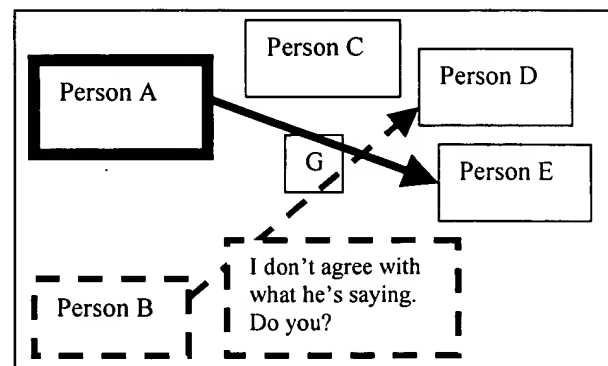 Person C
Person D
Person A
G
Person E
I don't agree with
what he's saying.
Do you?
Person B